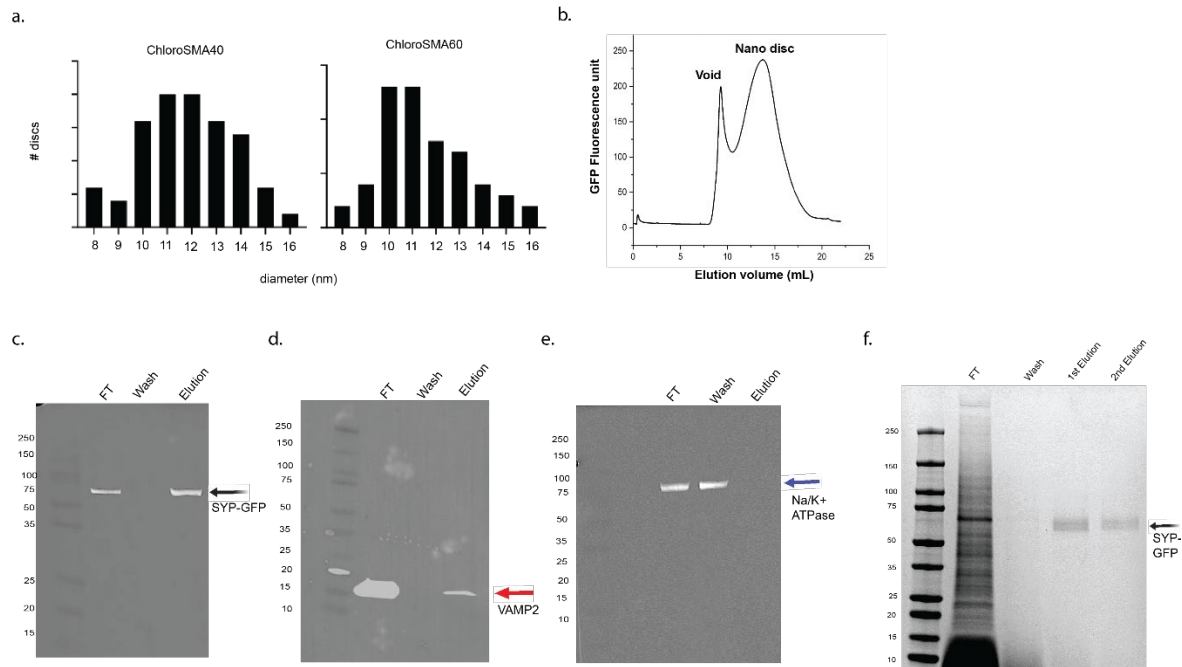 a.
ChloroSMA40
ChloroSMA60
# discs
8 9 10 11 12 13 14 15 16
8 9 10 11 12 13 14 15 16
diameter (nm)
b.
GFP Fluorescence unit
250
200
150
100
50
0
Void
Nano disc
0 5 10 15 20 25
Elution volume (mL)
c.
FT Wash Elution
250
150
100
75
50
35
25
20
15
SYP-GFP
d.
FT Wash Elution
250
150
100
75
50
35
25
20
15
10
VAMP2
e.
FT Wash Elution
250
150
100
75
50
35
25
20
15
10
Na/K+
ATPase
f.
FT Wash 1st Elution 2nd Elution
250
150
100
75
50
35
25
20
15
10
SYP-
GFP